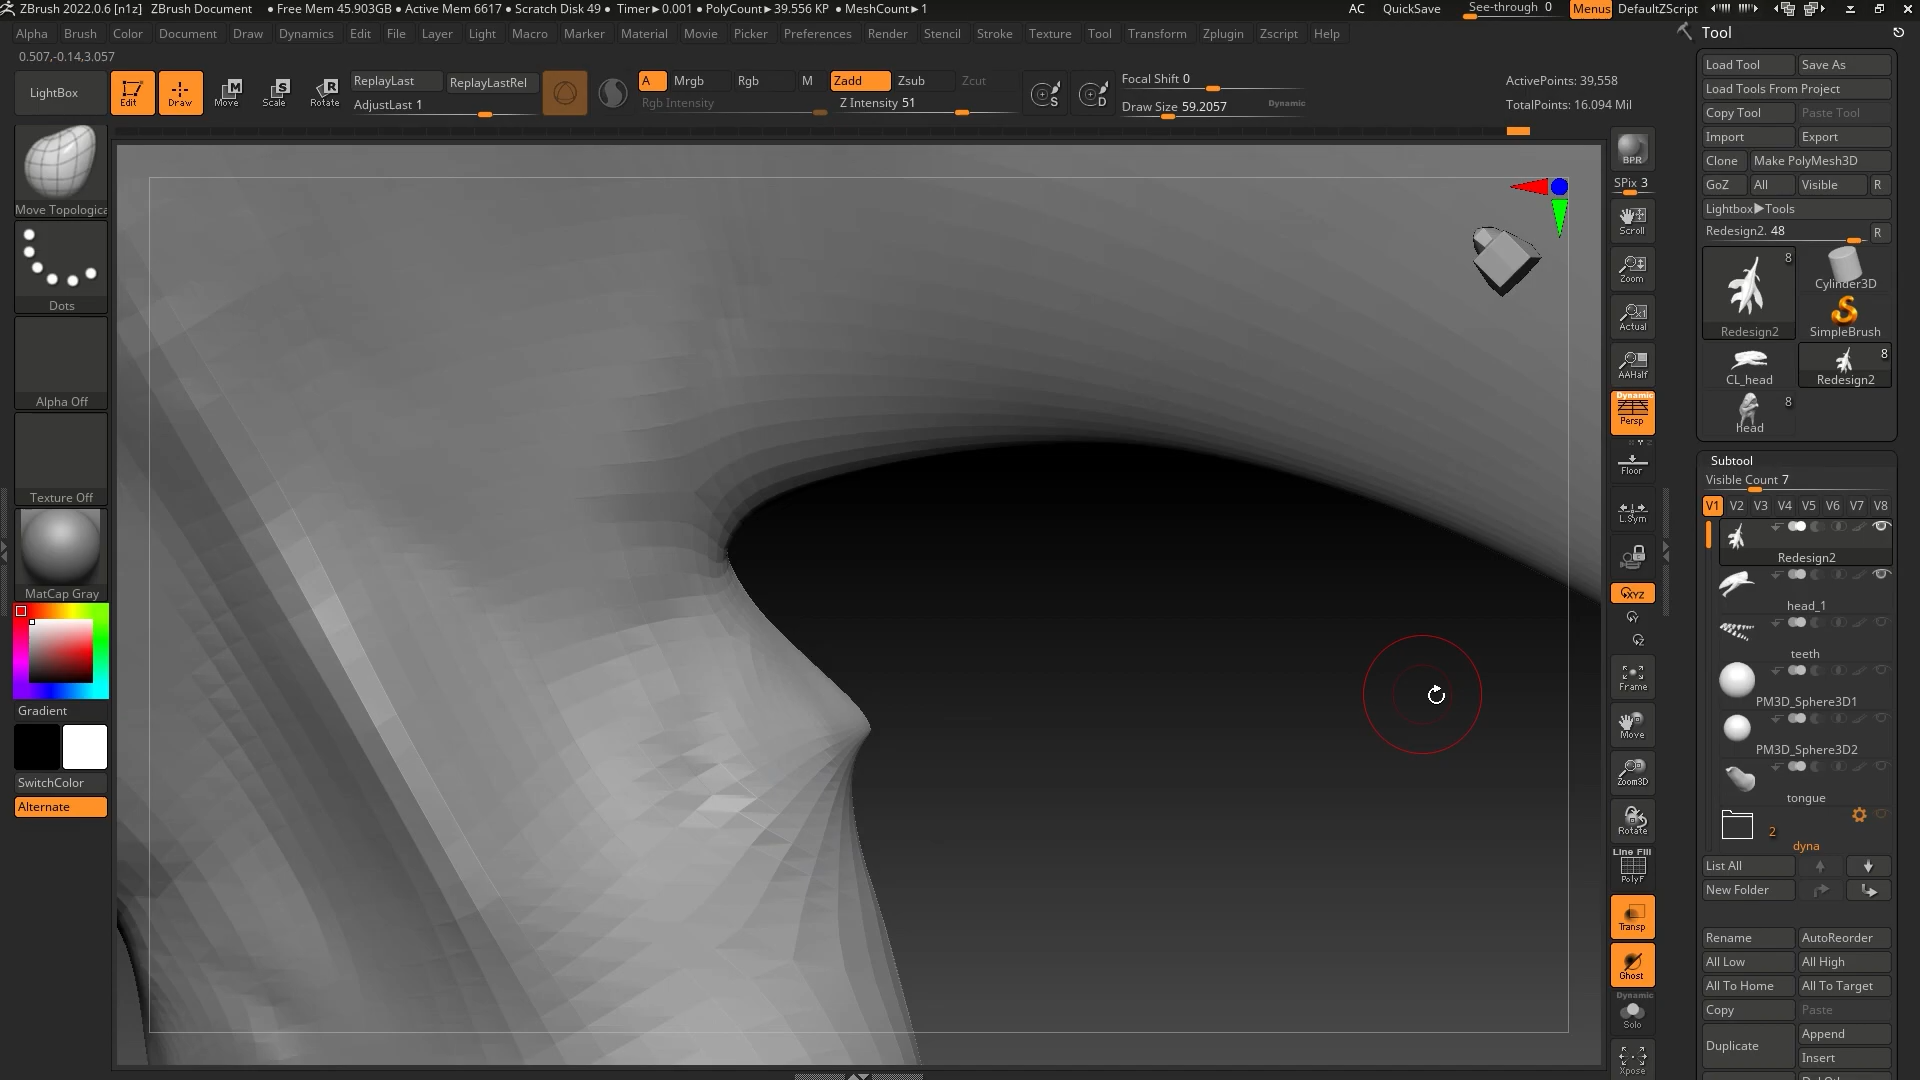 ZBrush 2022.0.6 [n1z] ZBrush Document ● Free Mem 45.903GB ● Active Mem 6617 ● Scratch Disk 49 ● Timer►0.001 ● PolyCount►39.556 KP ● MeshCount►1 AC QuickSave See-through 0 Menus DefaultZScript
Alpha Brush Color Document Draw Dynamics Edit File Layer Light Macro Marker Material Movie Picker Preferences Render Stencil Stroke Texture Tool Transform Zplugin Zscript Help
0.507,-0.14,3.057
LightBox
Edit
Draw
Move
Scale
Rotate
ReplayLast
ReplayLastRel
AdjustLast 1
A Mrgb Rgb M Zadd Zsub Zcut
Rgb Intensity
Z Intensity 51
Focal Shift 0
Draw Size 59.2057 Dynamic
ActivePoints: 39,558
TotalPoints: 16.094 Mil
Move Topologica
Dots
Alpha Off
Texture Off
MatCap Gray
Gradient
SwitchColor
Alternate
BPR
SPix 3
Scroll
Zoom
Actual
AAHalf
Dynamic
Persp
Floor
L.Sym
XYZ
Frame
Move
Zoom3D
Rotate
Line Fill
PolyF
Transp
Ghost
Dynamic
Solo
Xpose
Tool
Load Tool Save As
Load Tools From Project
Copy Tool Paste Tool
Import Export
Clone Make PolyMesh3D
GoZ All Visible R
Lightbox►Tools
Redesign2. 48 R
8
Redesign2
Cylinder3D
SimpleBrush
CL_head
8
Redesign2
8
head
Subtool
Visible Count 7
V1 V2 V3 V4 V5 V6 V7 V8
Redesign2
head_1
teeth
PM3D_Sphere3D1
PM3D_Sphere3D2
tongue
2
dyna
List All
New Folder
Rename AutoReorder
All Low All High
All To Home All To Target
Copy Paste
Duplicate Append
Insert